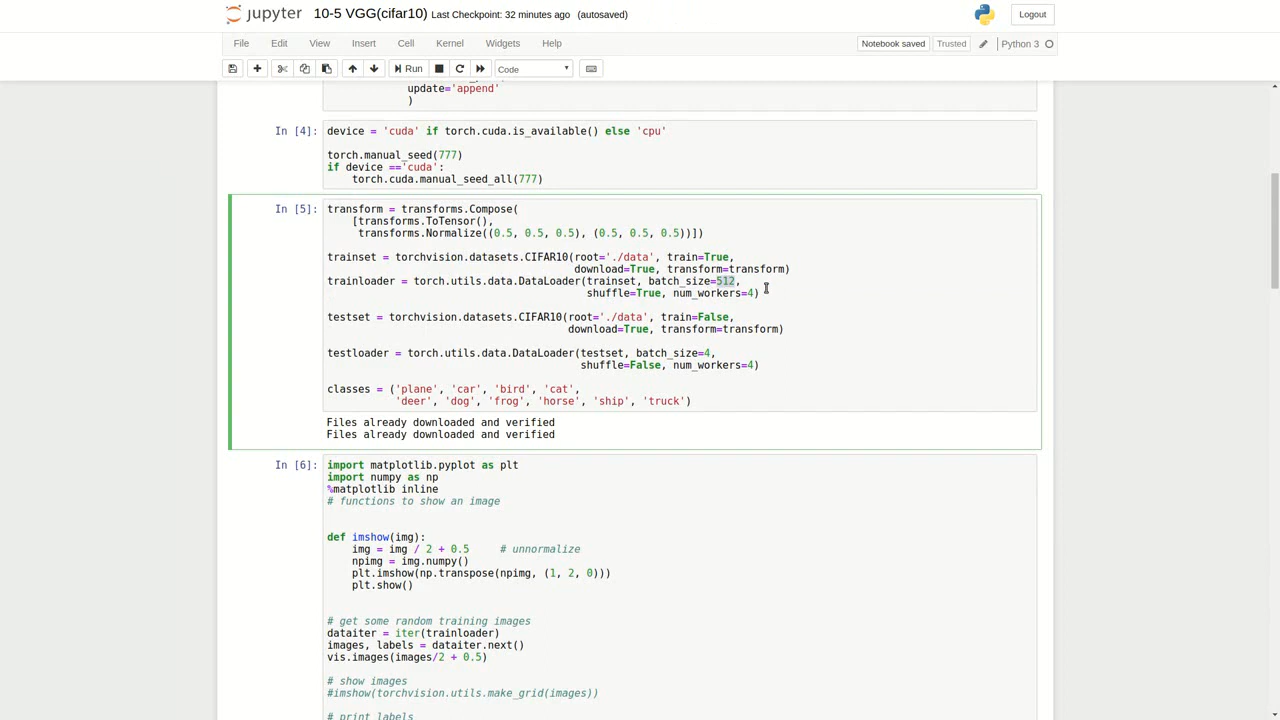 jupyter 10-5 VGG(cifar10) Last Checkpoint: 32 minutes ago (autosaved) Logout
File Edit View Insert Cell Kernel Widgets Help Notebook saved Trusted Python 3
Run Code
update='append'
)
In [4]: device = 'cuda' if torch.cuda.is_available() else 'cpu'
torch.manual_seed(777)
if device =='cuda':
torch.cuda.manual_seed_all(777)
In [5]: transform = transforms.Compose(
[transforms.ToTensor(),
transforms.Normalize((0.5, 0.5, 0.5), (0.5, 0.5, 0.5))])
trainset = torchvision.datasets.CIFAR10(root='./data', train=True,
download=True, transform=transform)
trainloader = torch.utils.data.DataLoader(trainset, batch_size=512,
shuffle=True, num_workers=4)
testset = torchvision.datasets.CIFAR10(root='./data', train=False,
download=True, transform=transform)
testloader = torch.utils.data.DataLoader(testset, batch_size=4,
shuffle=False, num_workers=4)
classes = ('plane', 'car', 'bird', 'cat',
'deer', 'dog', 'frog', 'horse', 'ship', 'truck')
Files already downloaded and verified
Files already downloaded and verified
In [6]: import matplotlib.pyplot as plt
import numpy as np
%matplotlib inline
# functions to show an image
def imshow(img):
img = img / 2 + 0.5 # unnormalize
npimg = img.numpy()
plt.imshow(np.transpose(npimg, (1, 2, 0)))
plt.show()
# get some random training images
dataiter = iter(trainloader)
images, labels = dataiter.next()
vis.images(images/2 + 0.5)
# show images
#imshow(torchvision.utils.make_grid(images))
# print labels